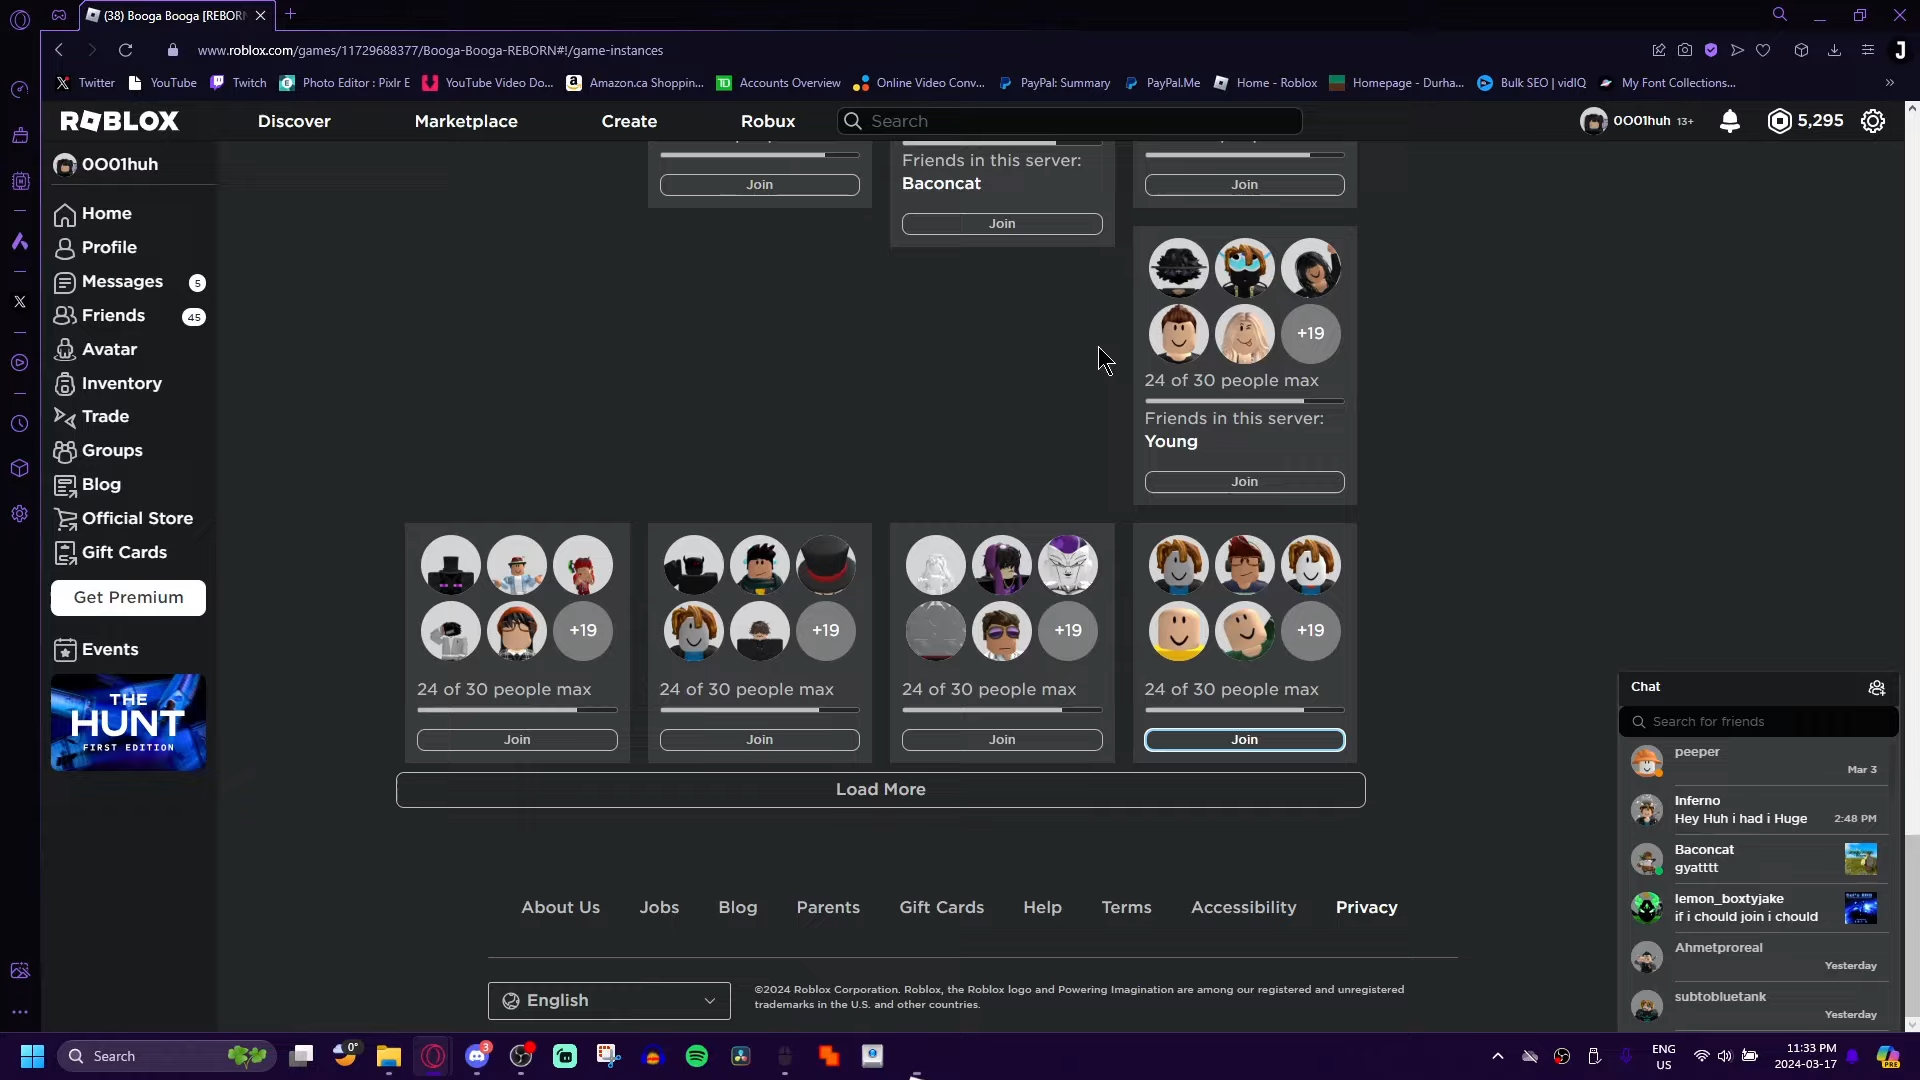 (38) Booga Booga [REBORN
www.roblox.com/games/11729688377/Booga-Booga-REBORN#!/game-instances
J
Twitter
YouTube
Twitch
Photo Editor : Pixlr E
YouTube Video Do...
Amazon.ca Shoppin...
Accounts Overview
Online Video Conv...
PayPal: Summary
PayPal.Me
Home - Roblox
Homepage - Durha...
Bulk SEO | vidIQ
My Font Collections...
ROBLOX
Discover
Marketplace
Create
Robux
Search
0O01huh 13+
5,295
0O01huh
Home
Profile
Messages 5
Friends 45
Avatar
Inventory
Trade
Groups
Blog
Official Store
Gift Cards
Get Premium
Events
THE
HUNT
FIRST EDITION
Join
Friends in this server:
Baconcat
Join
Join
+19
24 of 30 people max
Friends in this server:
Young
Join
+19
24 of 30 people max
Join
+19
24 of 30 people max
Join
+19
24 of 30 people max
Join
+19
24 of 30 people max
Join
Load More
About Us
Jobs
Blog
Parents
Gift Cards
Help
Terms
Accessibility
Privacy
English
©2024 Roblox Corporation. Roblox, the Roblox logo and Powering Imagination are among our registered and unregistered
trademarks in the U.S. and other countries.
Chat
Search for friends
peeper
Mar 3
Inferno
Hey Huh i had i Huge 2:48 PM
Baconcat
gyatttt
lemon_boxtyjake
if i chould join i chould
Ahmetproreal
Yesterday
subtobluetank
Yesterday
Search
0°
3
ENG
US
11:33 PM
2024-03-17
PRE